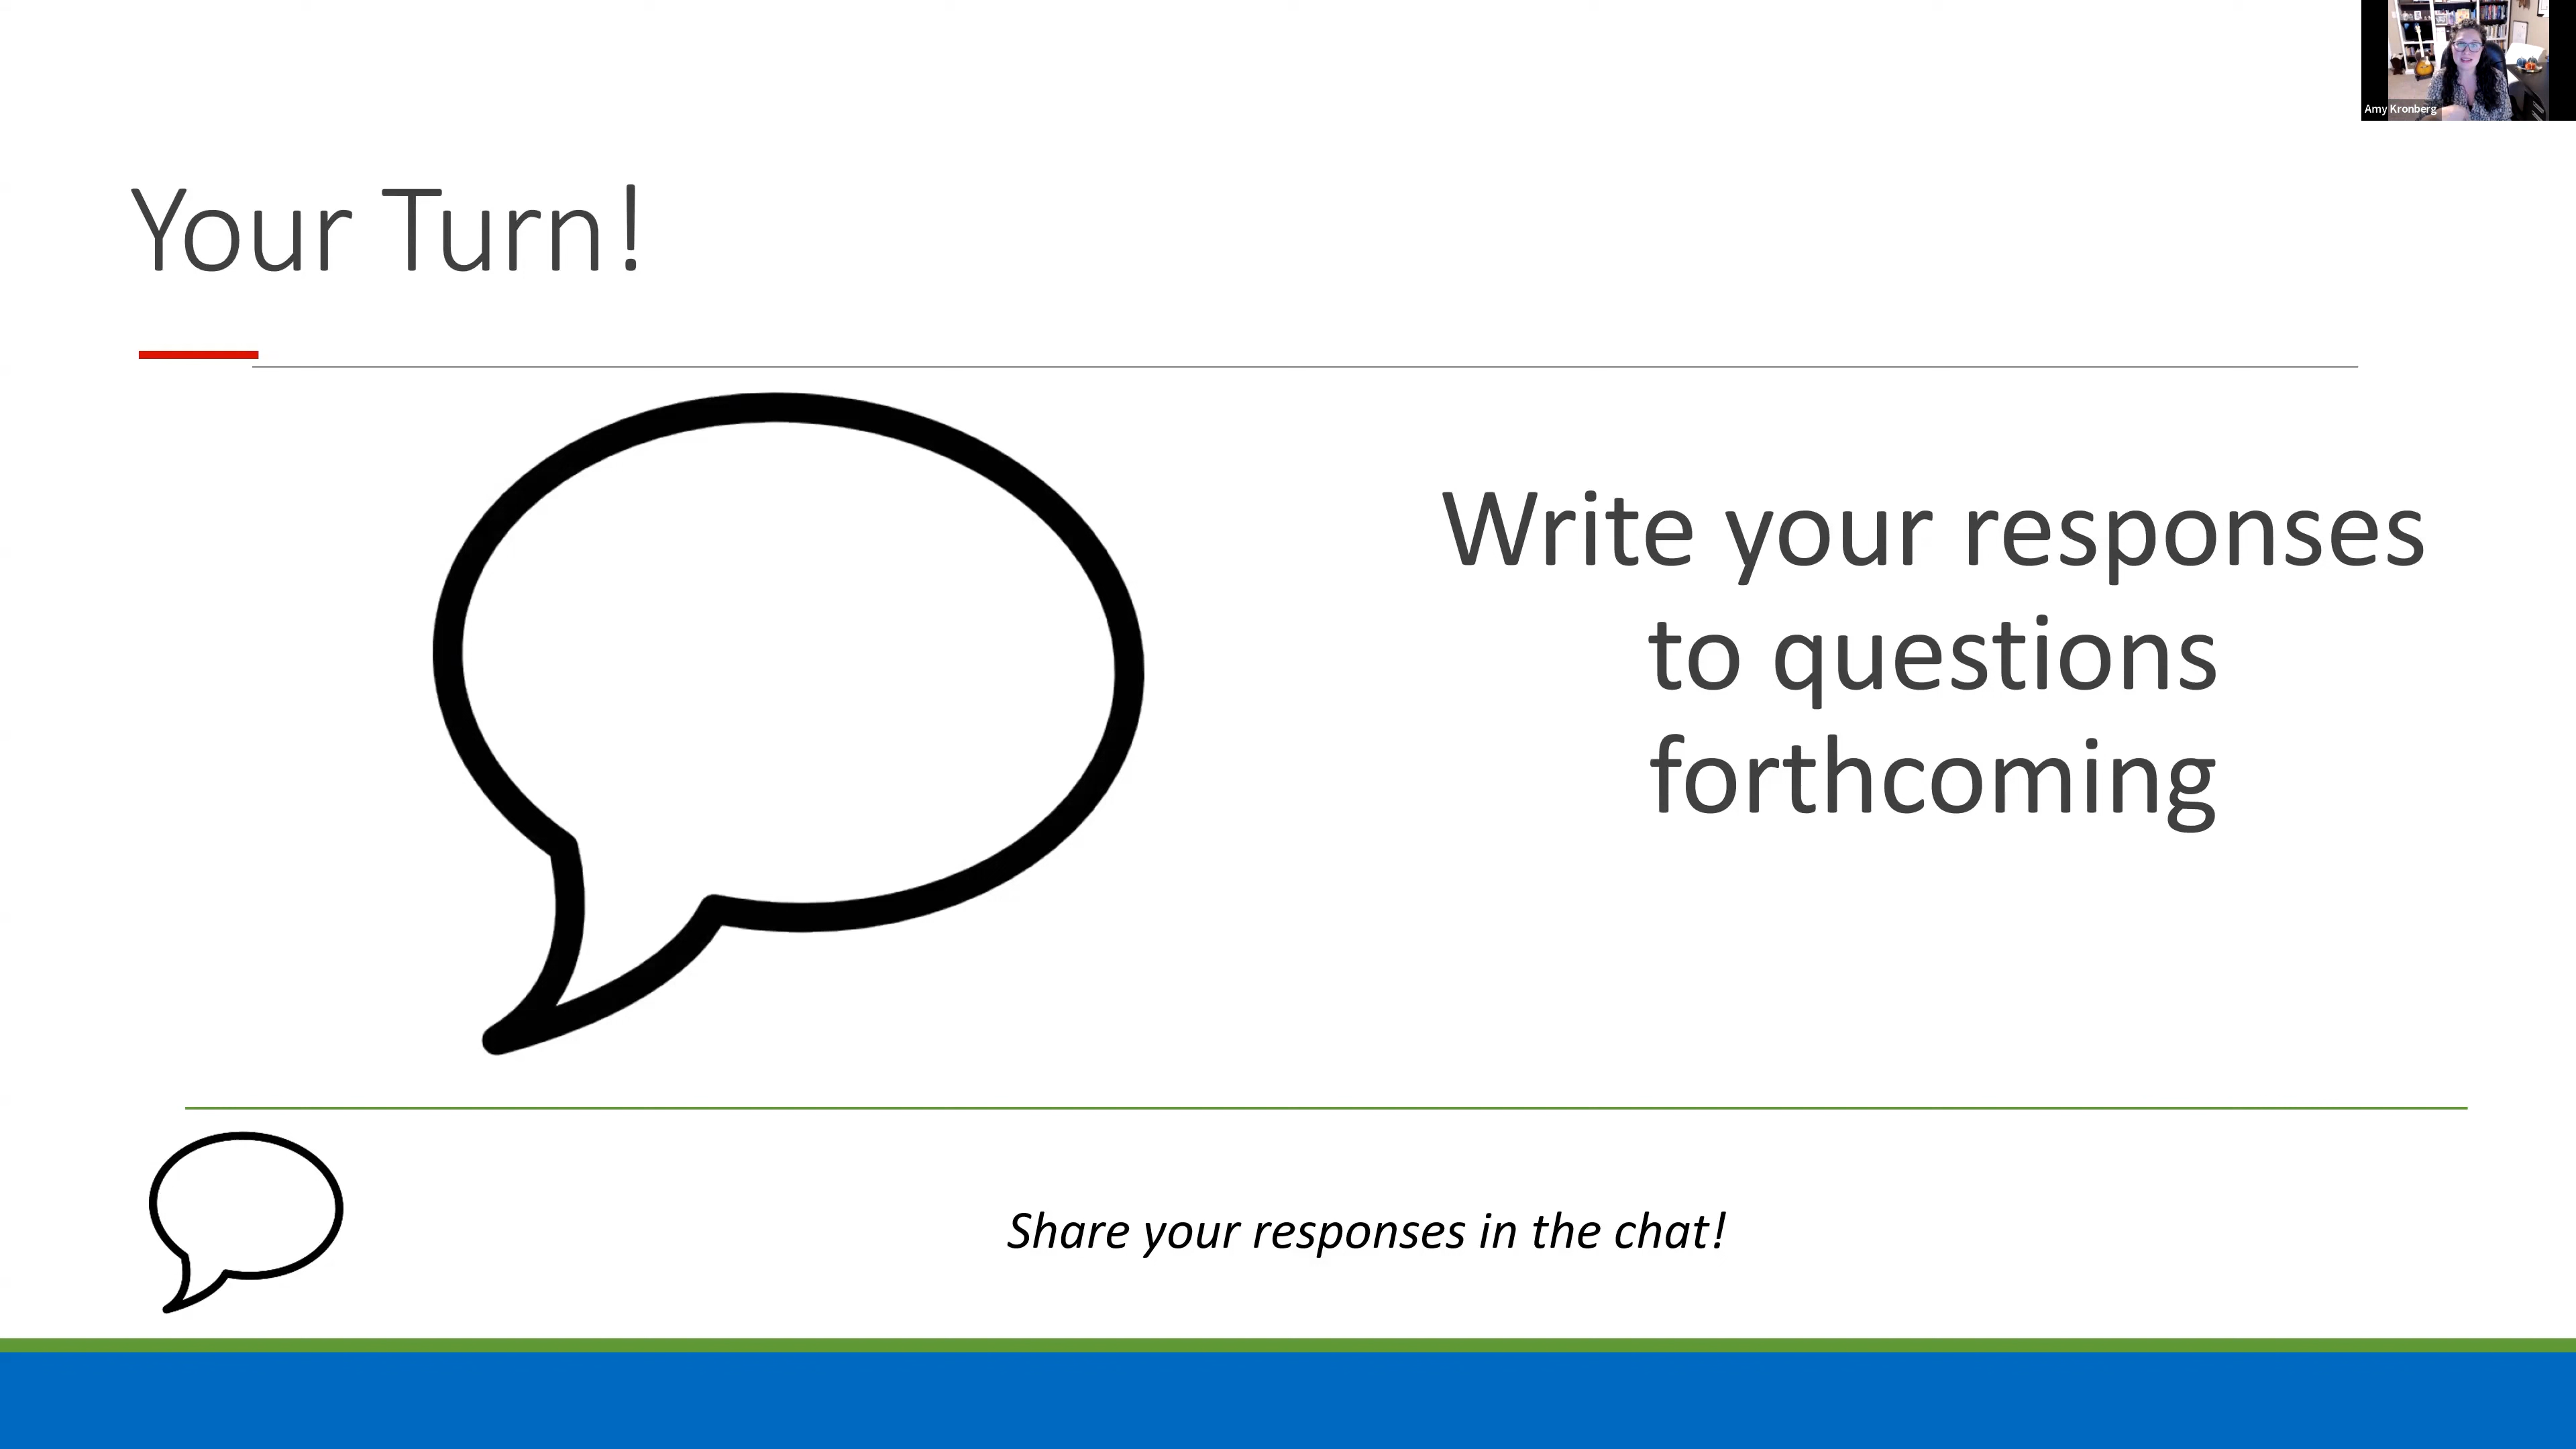 Amy Kronberg
Your Turn!
Write your responses
to questions
forthcoming
Share your responses in the chat!